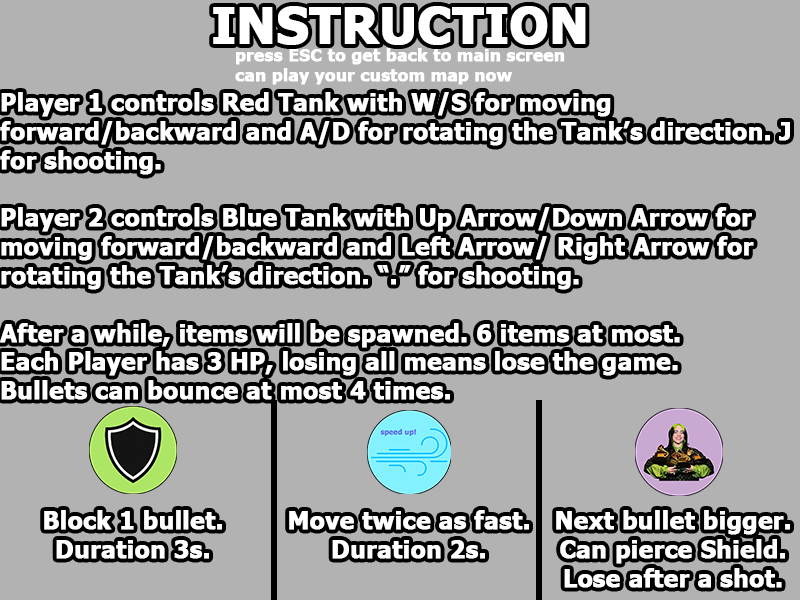 INSTRUCTION
press ESC to get back to main screen
can play your custom map now
Player 1 controls Red Tank with W/S for moving
forward/backward and A/D for rotating the Tank’s direction. J
for shooting.
Player 2 controls Blue Tank with Up Arrow/Down Arrow for
moving forward/backward and Left Arrow/ Right Arrow for
rotating the Tank’s direction. “.” for shooting.
After a while, items will be spawned. 6 items at most.
Each Player has 3 HP, losing all means lose the game.
Bullets can bounce at most 4 times.
speed up!
Block 1 bullet.
Duration 3s.
Move twice as fast.
Duration 2s.
Next bullet bigger.
Can pierce Shield.
Lose after a shot.